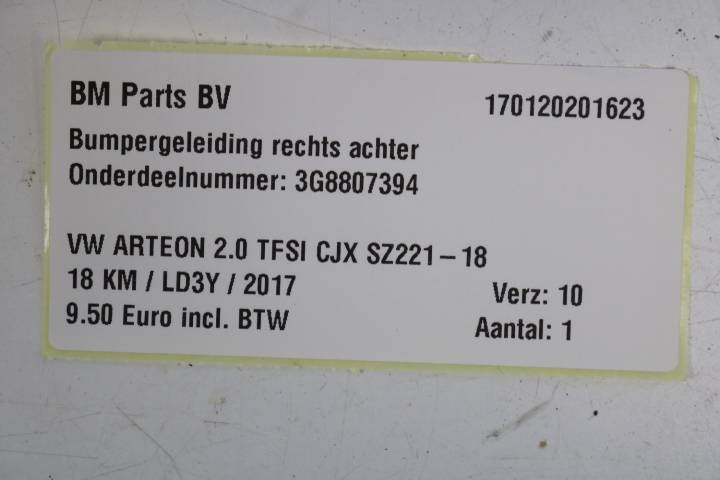 BM Parts BV 170120201623
Bumpergeleiding rechts achter
Onderdeelnummer: 3G8807394
VW ARTEON 2.0 TFSI CJX SZ221-18
18 KM / LD3Y / 2017 Verz: 10
9.50 Euro incl. BTW Aantal: 1